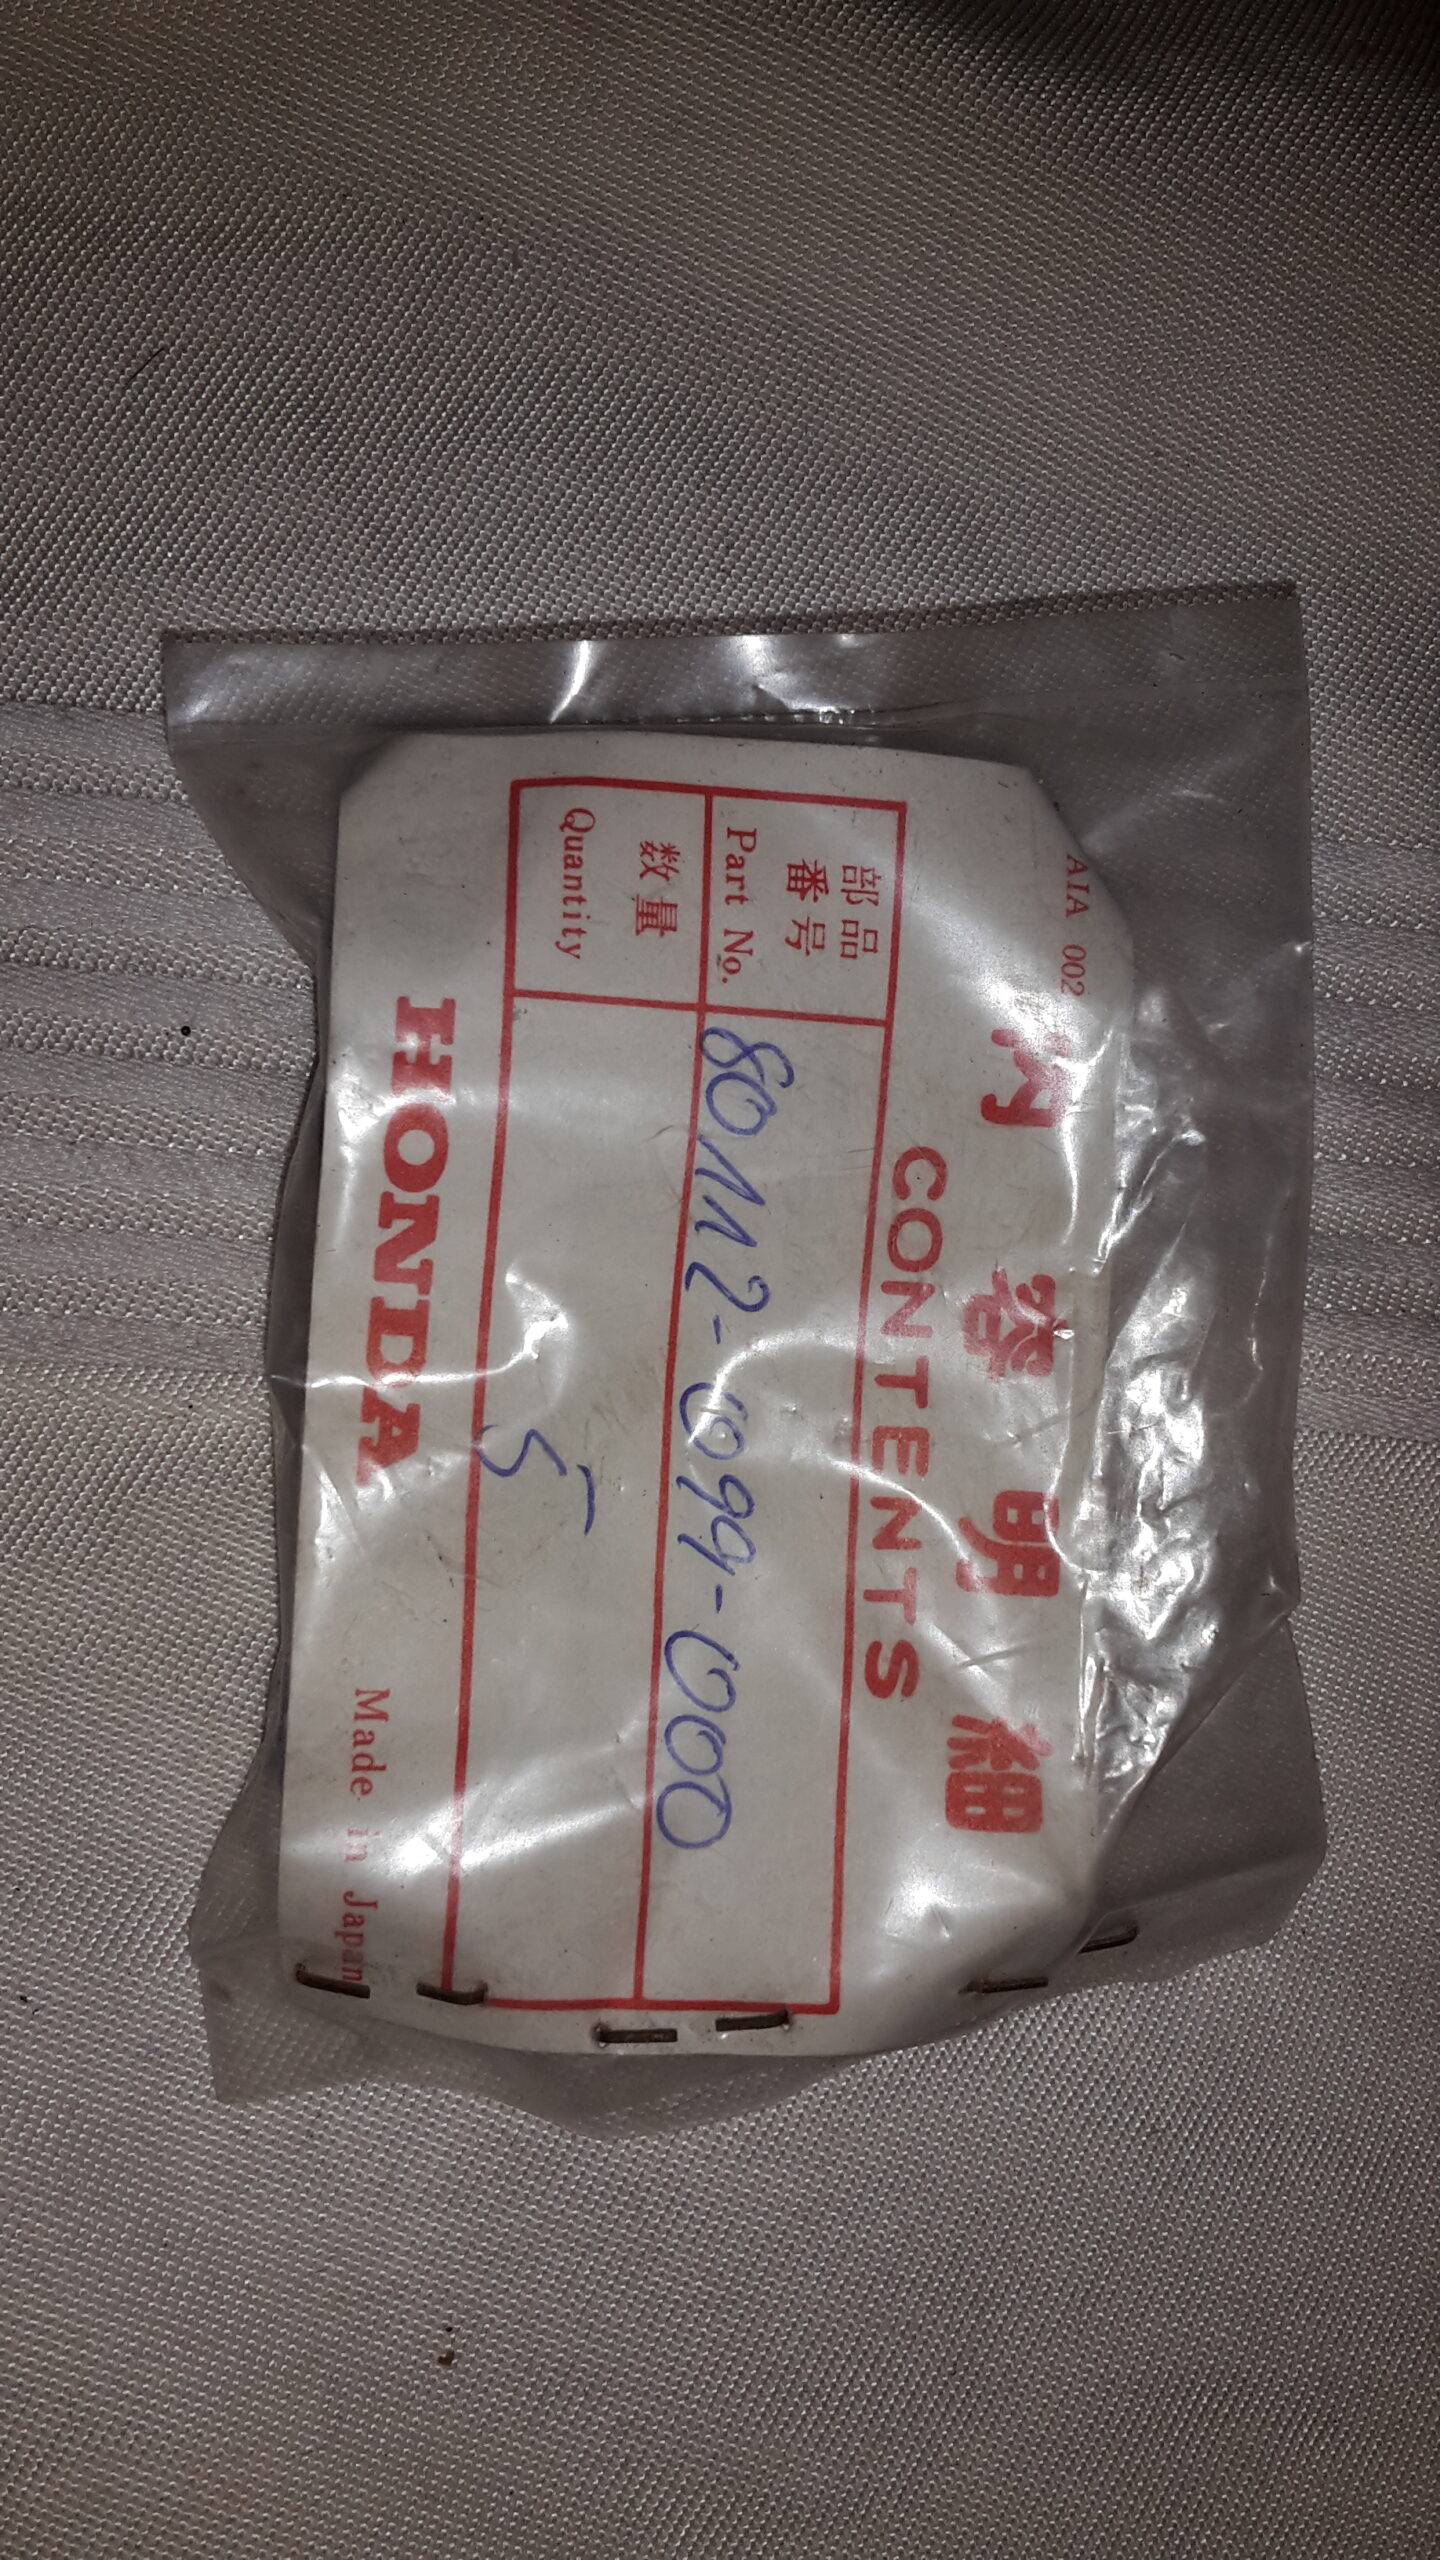 AIA 002
内容明細
CONTENTS
部品
番号
Part No.
80112-099-000
数量
Quantity
5
HONDA
Made in Japan